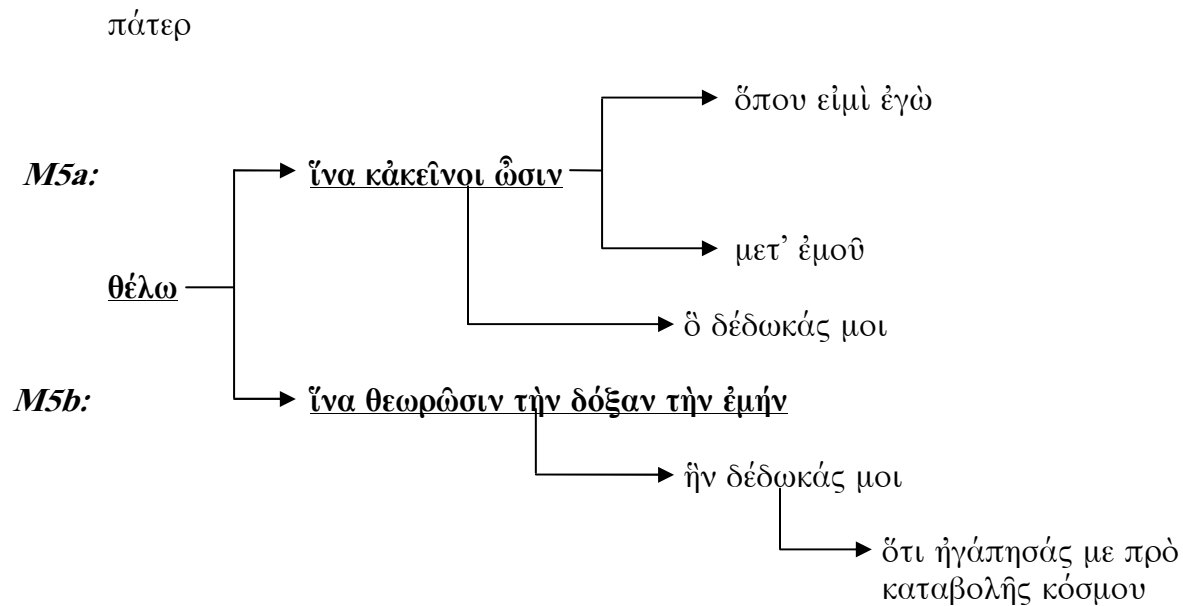 πάτερ
ὅπου εἰμὶ ἐγὼ
M5a:
ἵνα κἀκεῖνοι ὦσιν
μετ’ ἐμοῦ
θέλω
ὃ δέδωκάς μοι
M5b:
ἵνα θεωρῶσιν τὴν δόξαν τὴν ἐμήν
ἣν δέδωκάς μοι
ὅτι ἠγάπησάς με πρὸ
καταβολῆς κόσμου